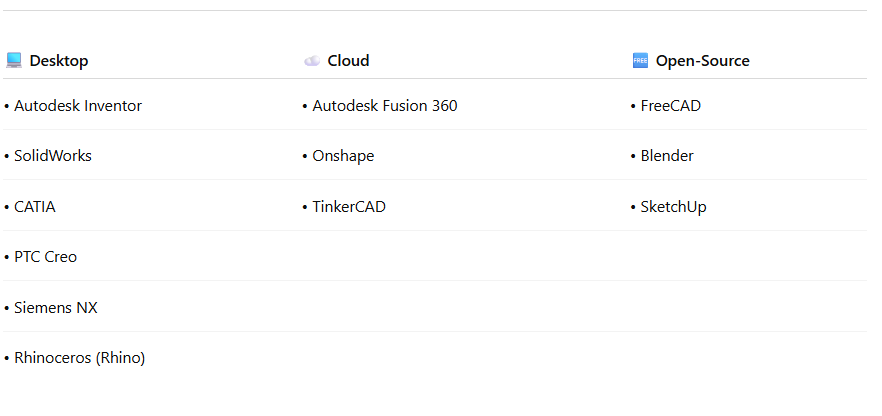 💻 Desktop ☁️ Cloud 🆓 Open-Source
• Autodesk Inventor • Autodesk Fusion 360 • FreeCAD
• SolidWorks • Onshape • Blender
• CATIA • TinkerCAD • SketchUp
• PTC Creo
• Siemens NX
• Rhinoceros (Rhino)